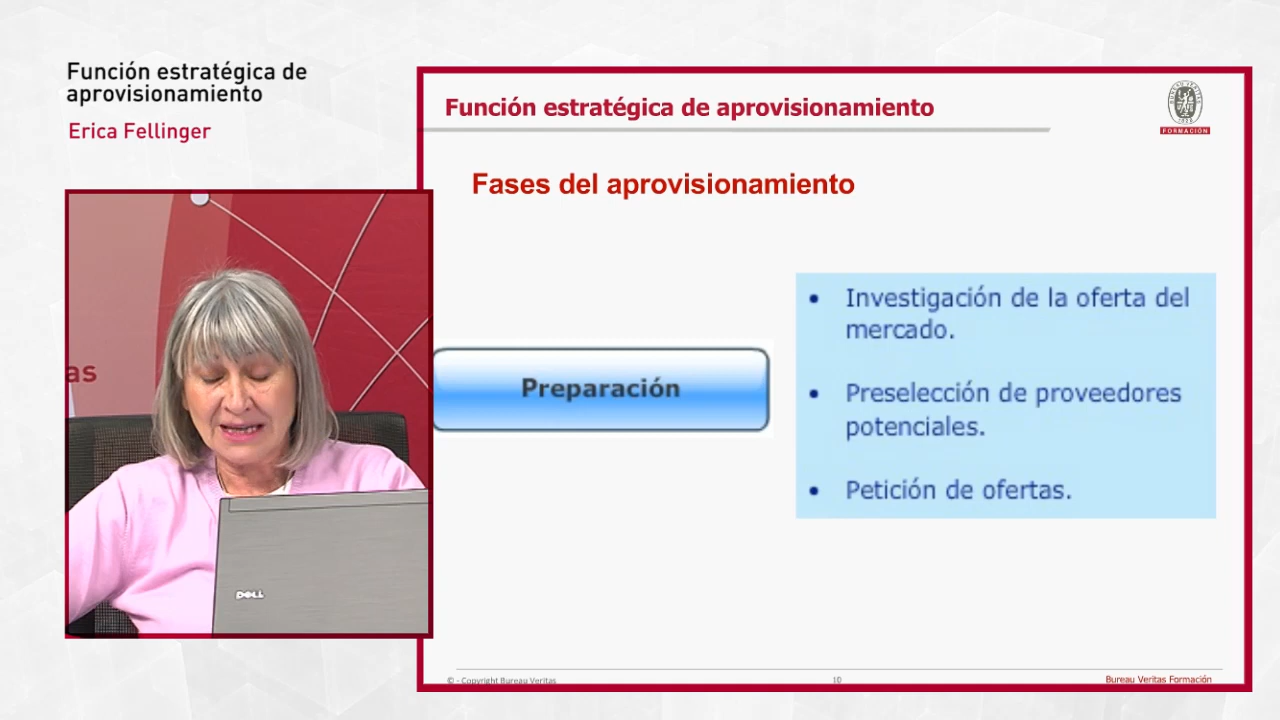 Función estratégica de
aprovisionamiento
Erica Fellinger
Función estratégica de aprovisionamiento
FORMACIÓN
Fases del aprovisionamiento
as
Preparación
• Investigación de la oferta del
mercado.
• Preselección de proveedores
potenciales.
• Petición de ofertas.
DELL
© - Copyright Bureau Veritas
10
Bureau Veritas Formación